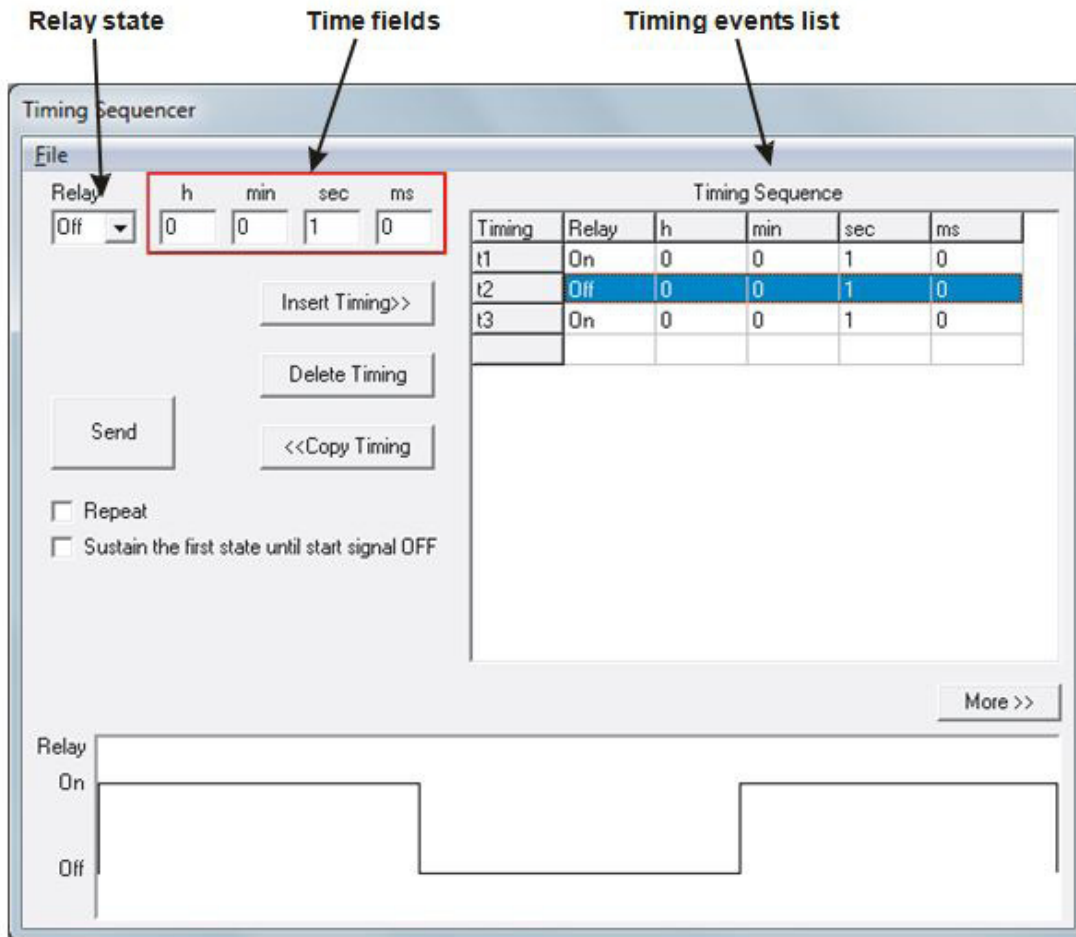 Relay state Time fields Timing events list
Timing Sequencer
File
Relay h min sec ms
Off 0 0 1 0
Insert Timing>>
Delete Timing
Send
<<Copy Timing
Repeat
Sustain the first state until start signal OFF
Timing Sequence
Timing Relay h min sec ms
t1 On 0 0 1 0
t2 Off 0 0 1 0
t3 On 0 0 1 0
More >>
Relay
On
Off